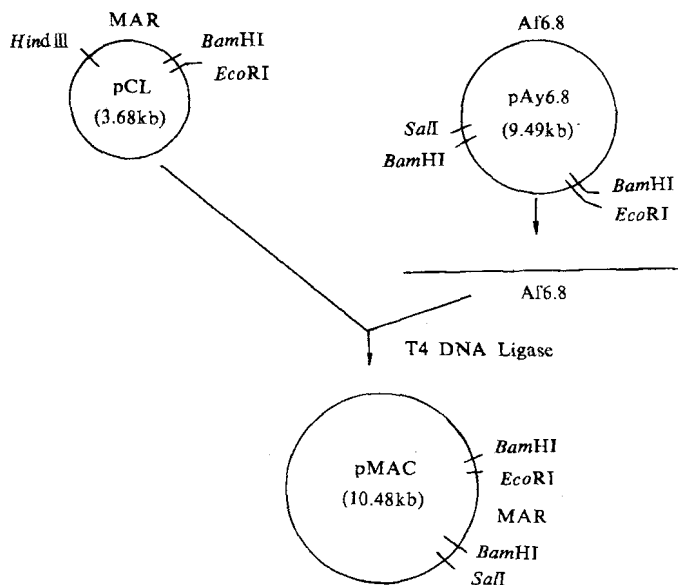 MAR
HindⅢ
BamHI
EcoRI
pCL
(3.68kb)
Af6.8
pAy6.8
(9.49kb)
SalI
BamHI
BamHI
EcoRI
Af6.8
T4 DNA Ligase
pMAC
(10.48kb)
BamHI
EcoRI
MAR
BamHI
SalI